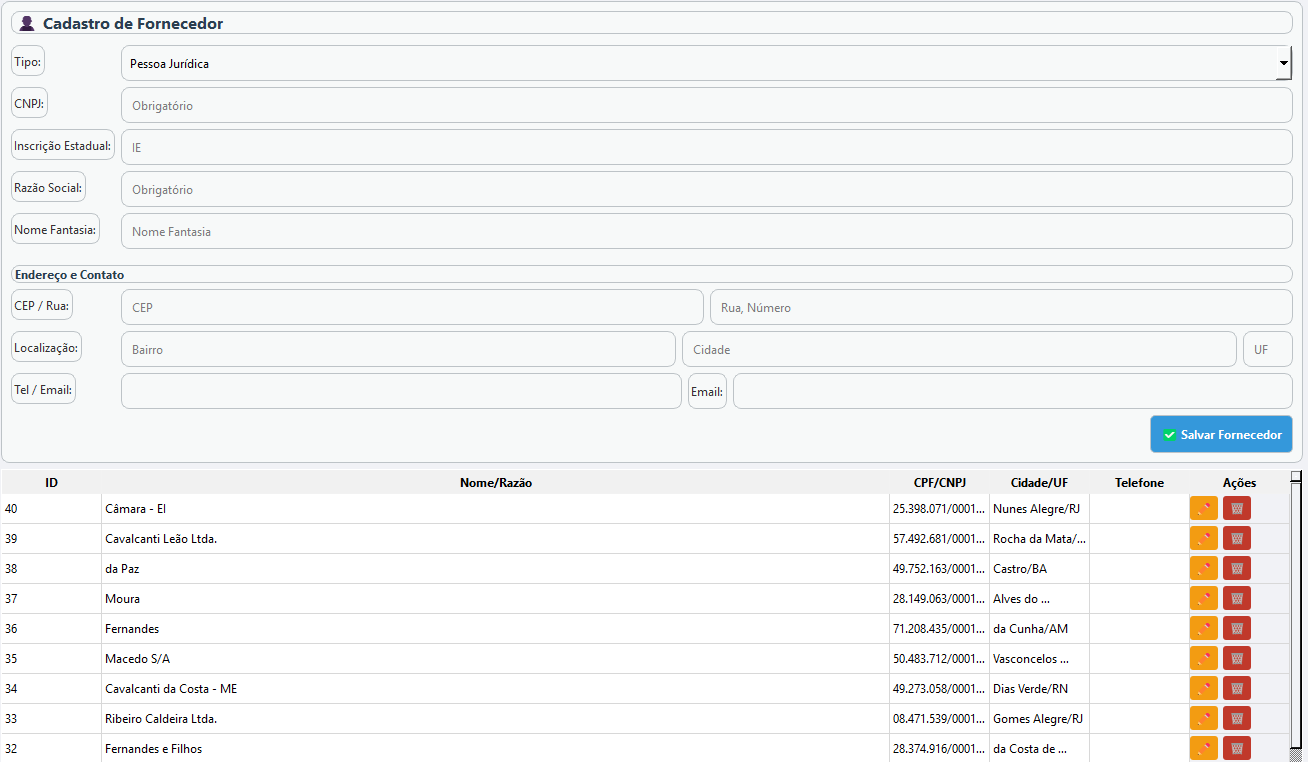 Cadastro de Fornecedor
Tipo: Pessoa Jurídica
CNPJ: Obrigatório
Inscrição Estadual: IE
Razão Social: Obrigatório
Nome Fantasia: Nome Fantasia
Endereço e Contato
CEP / Rua: CEP Rua, Número
Localização: Bairro Cidade UF
Tel / Email: Email:
Salvar Fornecedor
ID Nome/Razão CPF/CNPJ Cidade/UF Telefone Ações
40 Câmara - EI 25.398.071/0001... Nunes Alegre/RJ
39 Cavalcanti Leão Ltda. 57.492.681/0001... Rocha da Mata/...
38 da Paz 49.752.163/0001... Castro/BA
37 Moura 28.149.063/0001... Alves do ...
36 Fernandes 71.208.435/0001... da Cunha/AM
35 Macedo S/A 50.483.712/0001... Vasconcelos ...
34 Cavalcanti da Costa - ME 49.273.058/0001... Dias Verde/RN
33 Ribeiro Caldeira Ltda. 08.471.539/0001... Gomes Alegre/RJ
32 Fernandes e Filhos 28.374.916/0001... da Costa de ...